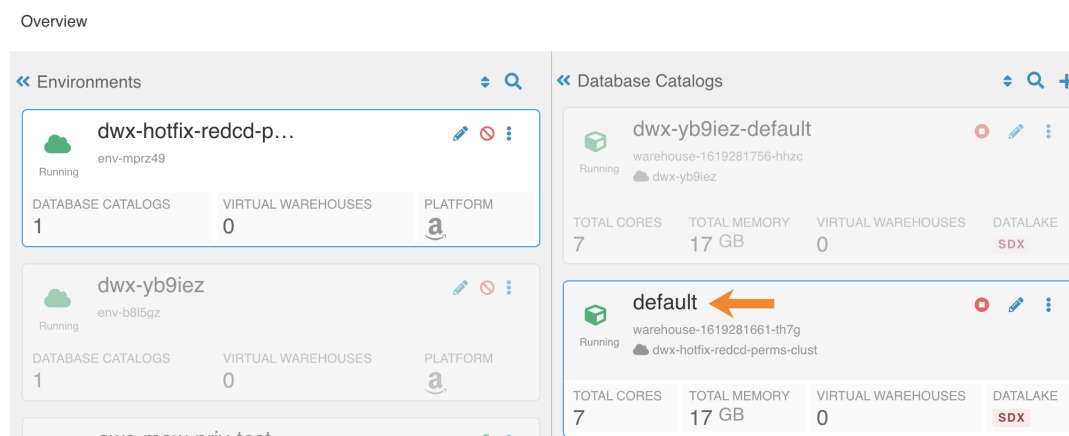 Overview
Environments
dwx-hotfix-redcd-p…
env-mprz49
Running
DATABASE CATALOGS
1
VIRTUAL WAREHOUSES
0
PLATFORM
a
dwx-yb9iez
env-b8l5gz
Running
DATABASE CATALOGS
1
VIRTUAL WAREHOUSES
0
PLATFORM
a
Database Catalogs
dwx-yb9iez-default
warehouse-1619281756-hhzc
dwx-yb9iez
Running
TOTAL CORES
7
TOTAL MEMORY
17 GB
VIRTUAL WAREHOUSES
0
DATALAKE
SDX
default
warehouse-1619281661-th7g
dwx-hotfix-redcd-perms-clust
Running
TOTAL CORES
7
TOTAL MEMORY
17 GB
VIRTUAL WAREHOUSES
0
DATALAKE
SDX